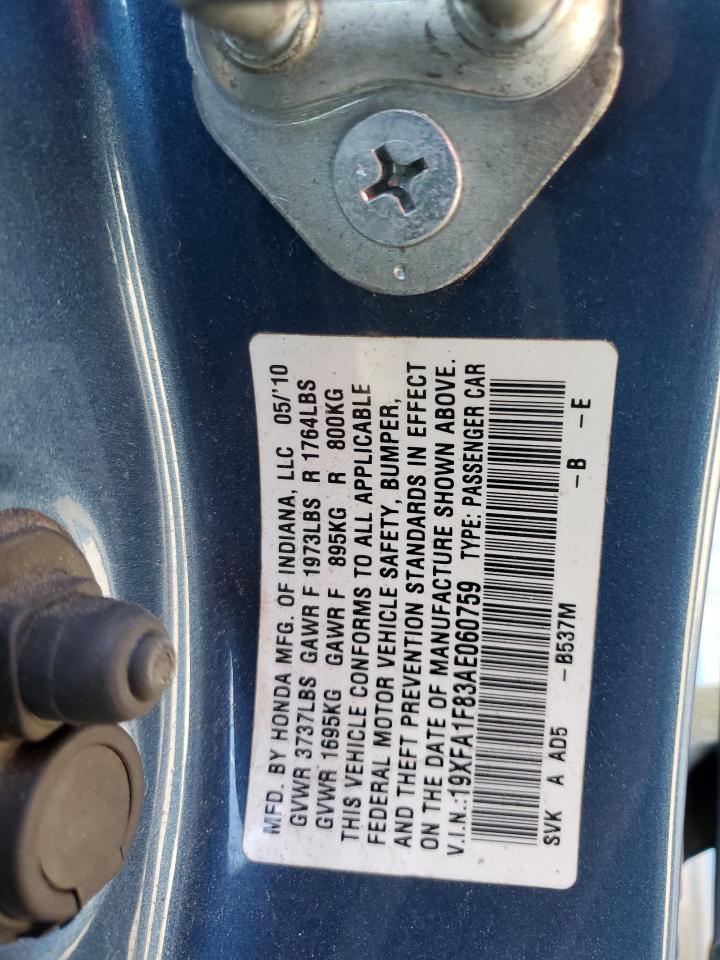 MFD. BY HONDA MFG. OF INDIANA, LLC 05/'10
GVWR 3737LBS GAWR F 1973LBS R 1764LBS
GVWR 1695KG GAWR F 895KG R 800KG
THIS VEHICLE CONFORMS TO ALL APPLICABLE
FEDERAL MOTOR VEHICLE SAFETY, BUMPER,
AND THEFT PREVENTION STANDARDS IN EFFECT
ON THE DATE OF MANUFACTURE SHOWN ABOVE.
V.I.N.:19XFA1F83AE060759 TYPE: PASSENGER CAR
SVK A AD5 -B537M -B -E